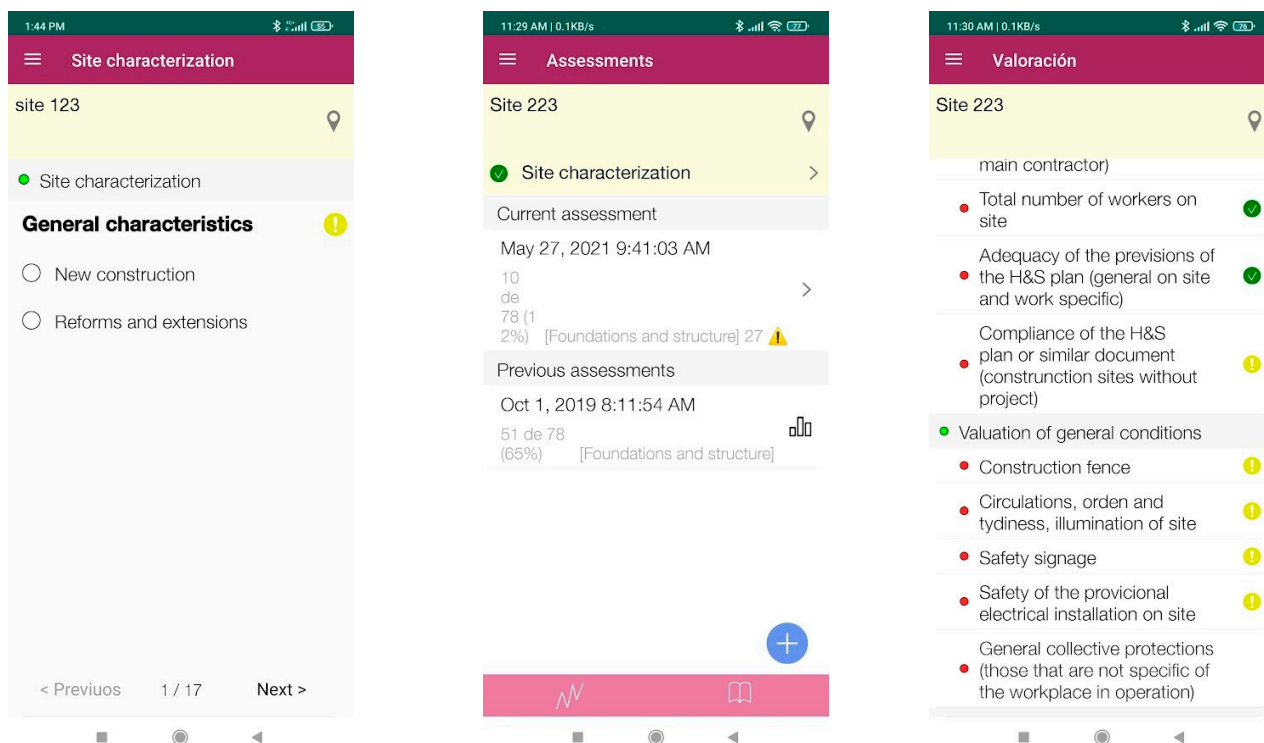 1:44 PM
55
Site characterization
site 123
Site characterization
General characteristics
New construction
Reforms and extensions
< Previuos
1 / 17
Next >
11:29 AM | 0.1KB/s
77
Assessments
Site 223
Site characterization
Current assessment
May 27, 2021 9:41:03 AM
10
de
78 (1
2%) [Foundations and structure] 27
Previous assessments
Oct 1, 2019 8:11:54 AM
51 de 78
(65%) [Foundations and structure]
11:30 AM | 0.1KB/s
76
Valoración
Site 223
main contractor)
Total number of workers on
site
Adequacy of the previsions of
the H&S plan (general on site
and work specific)
Compliance of the H&S
plan or similar document
(construnction sites without
project)
Valuation of general conditions
Construction fence
Circulations, orden and
tydiness, illumination of site
Safety signage
Safety of the provicional
electrical installation on site
General collective protections
(those that are not specific of
the workplace in operation)